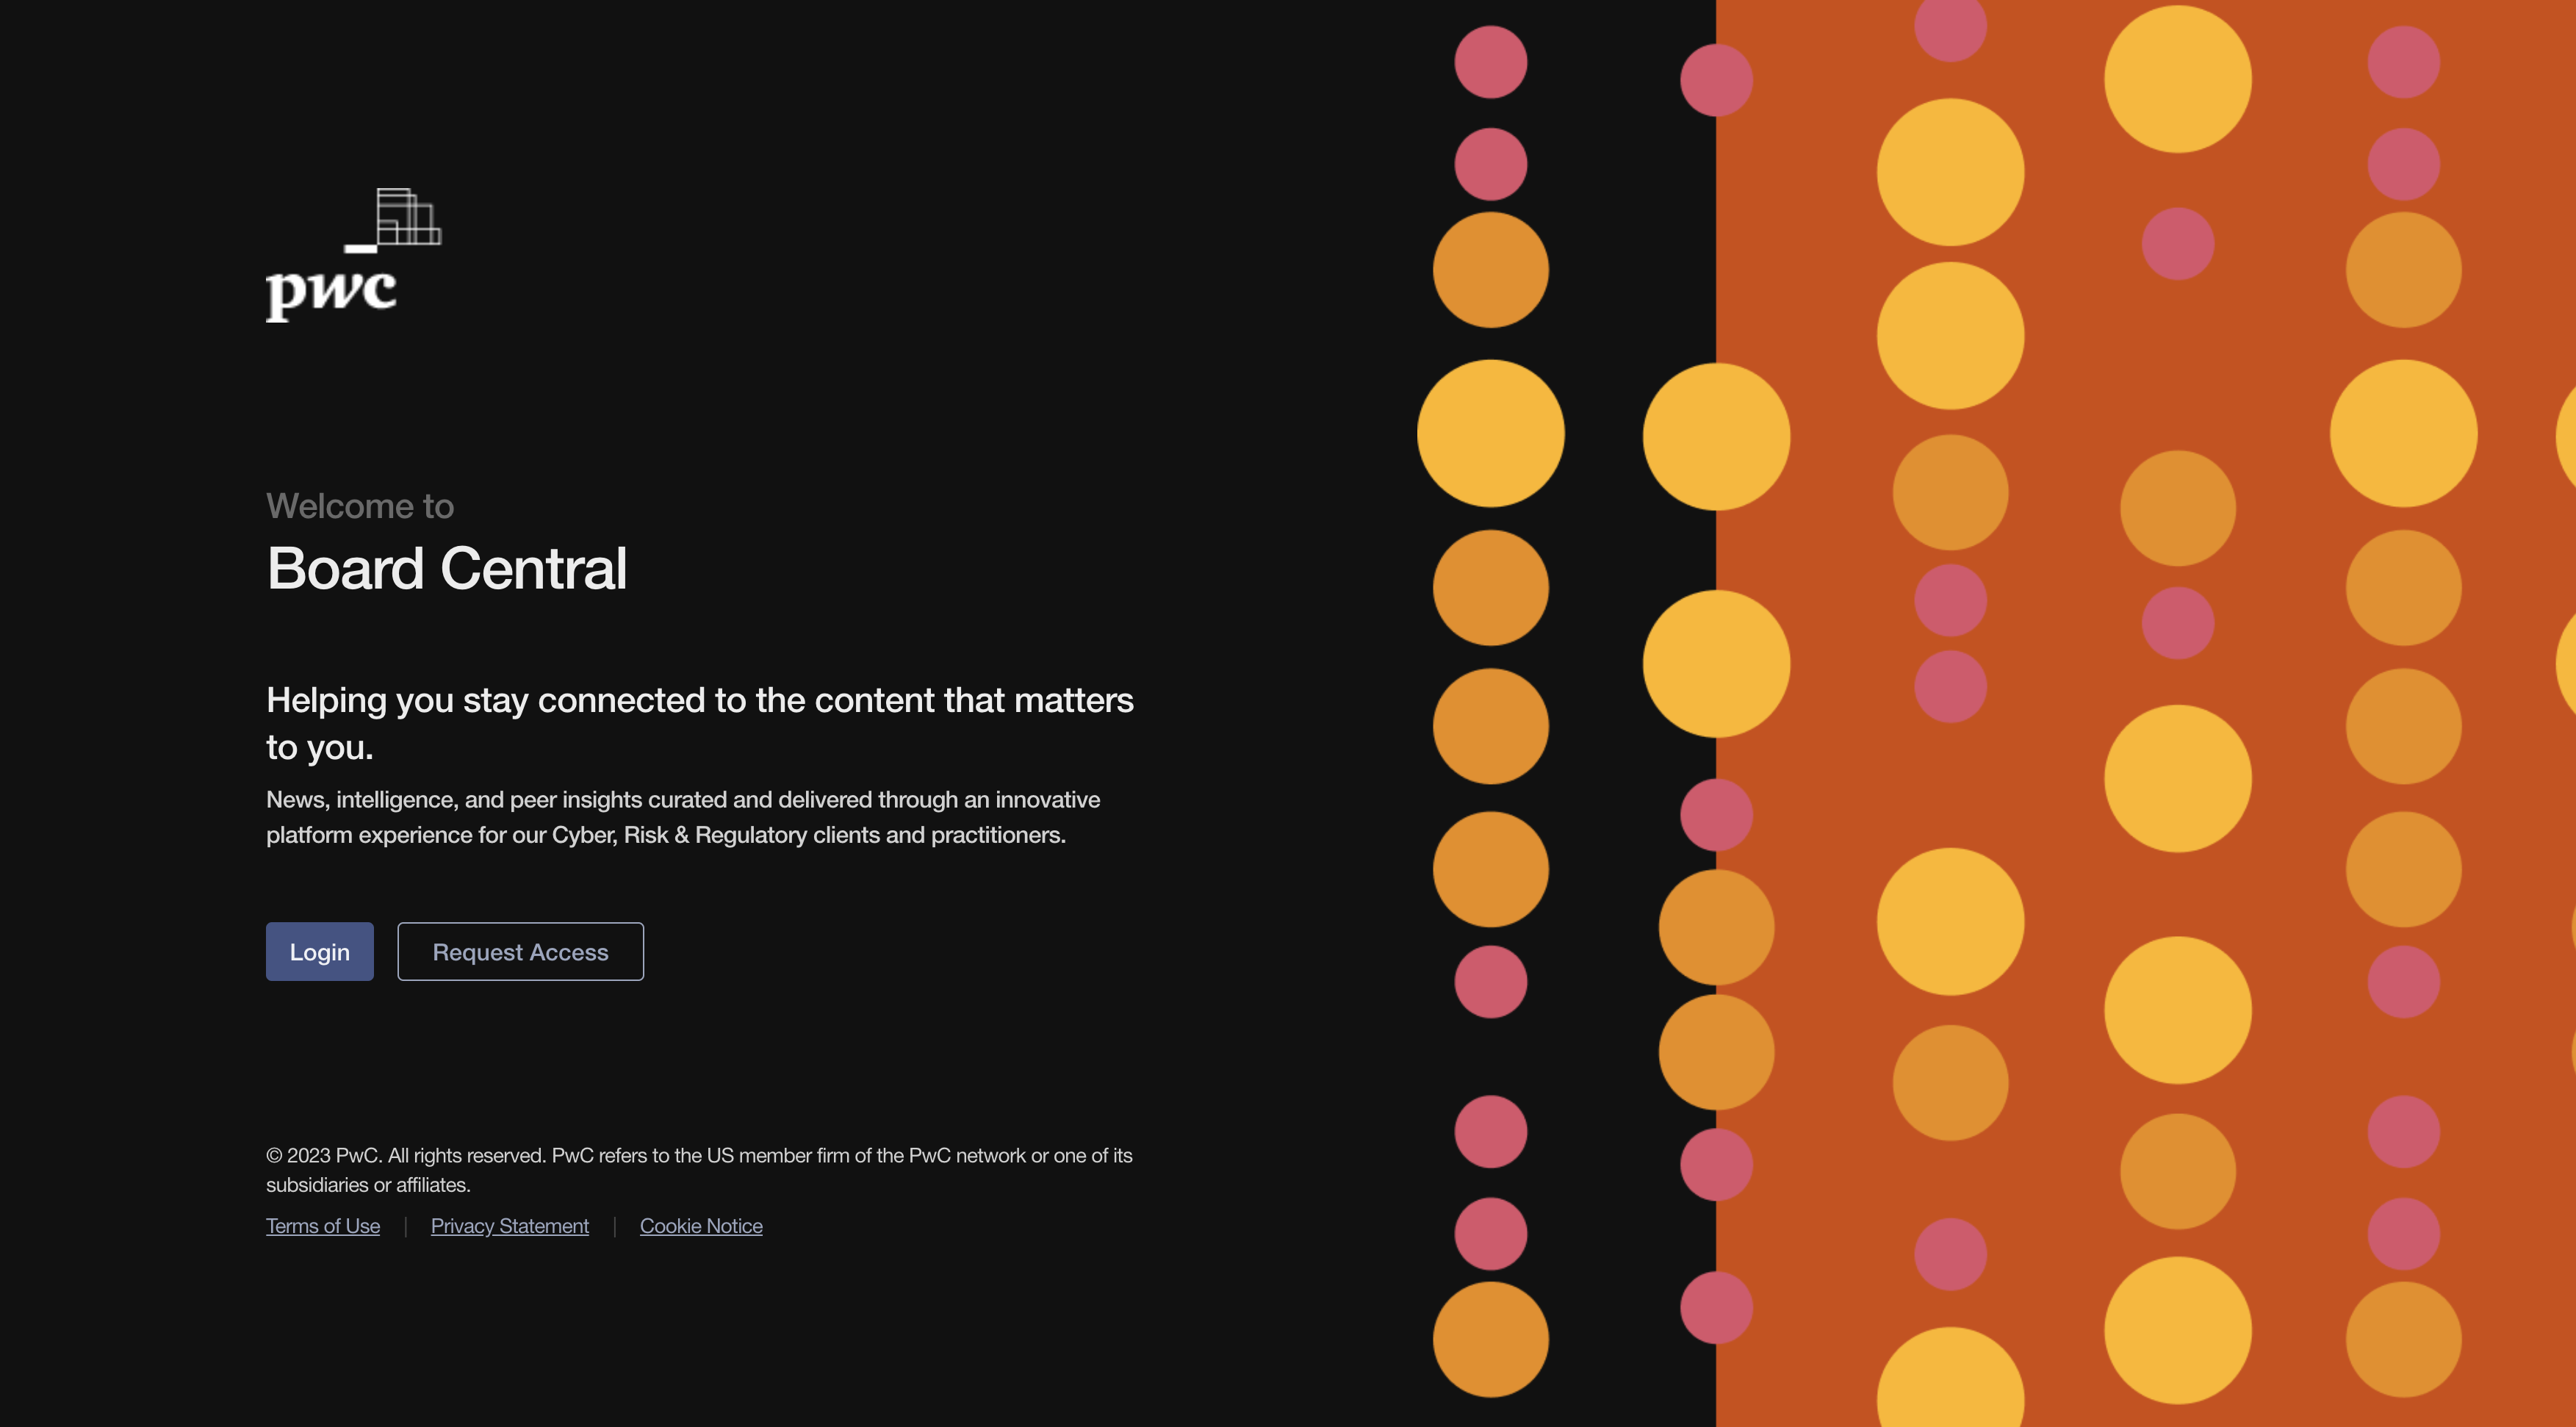 pwc
Welcome to
Board Central
Helping you stay connected to the content that matters
to you.
News, intelligence, and peer insights curated and delivered through an innovative
platform experience for our Cyber, Risk & Regulatory clients and practitioners.
Login
Request Access
© 2023 PwC. All rights reserved. PwC refers to the US member firm of the PwC network or one of its
subsidiaries or affiliates.
Terms of Use | Privacy Statement | Cookie Notice